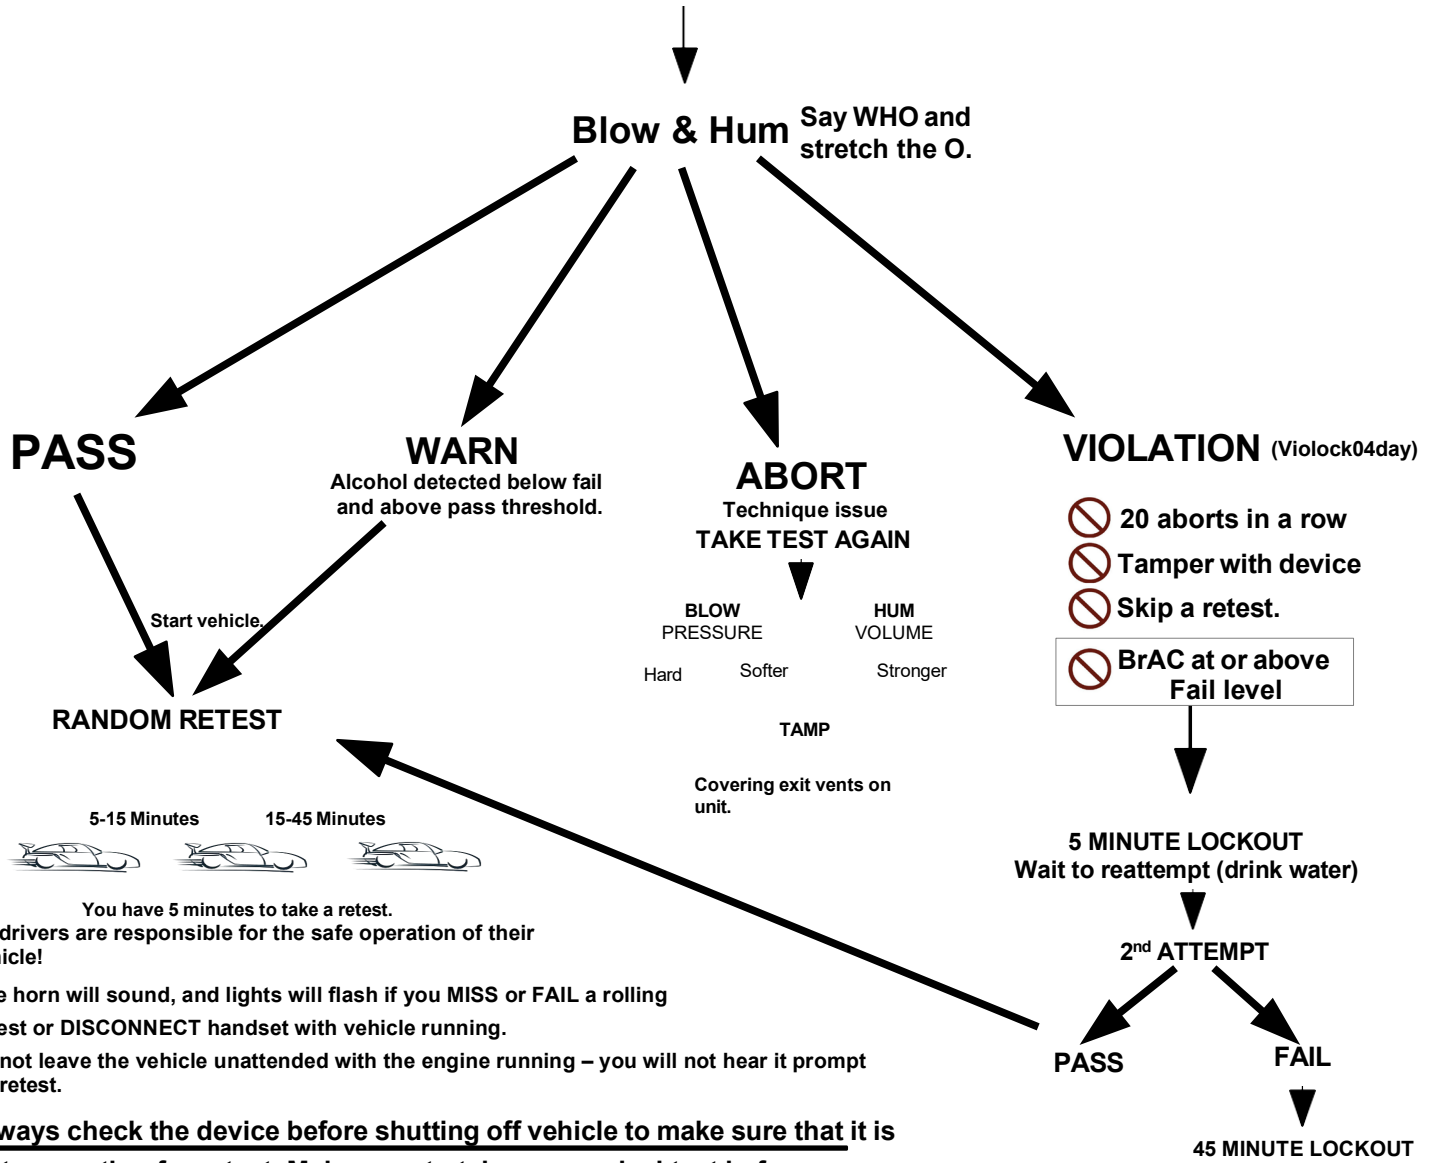 Blow & Hum
Say WHO and
stretch the O.
PASS
WARN
Alcohol detected below fail
and above pass threshold.
ABORT
Technique issue
TAKE TEST AGAIN
VIOLATION (Violock04day)
20 aborts in a row
Tamper with device
Skip a retest.
BrAC at or above
Fail level
Start vehicle.
BLOW
PRESSURE
HUM
VOLUME
Hard
Softer
Stronger
TAMP
Covering exit vents on
unit.
RANDOM RETEST
5-15 Minutes
15-45 Minutes
You have 5 minutes to take a retest.
drivers are responsible for the safe operation of their
icle!
e horn will sound, and lights will flash if you MISS or FAIL a rolling
est or DISCONNECT handset with vehicle running.
not leave the vehicle unattended with the engine running – you will not hear it prompt
retest.
ways check the device before shutting off vehicle to make sure that it is
5 MINUTE LOCKOUT
Wait to reattempt (drink water)
2nd ATTEMPT
PASS
FAIL
45 MINUTE LOCKOUT